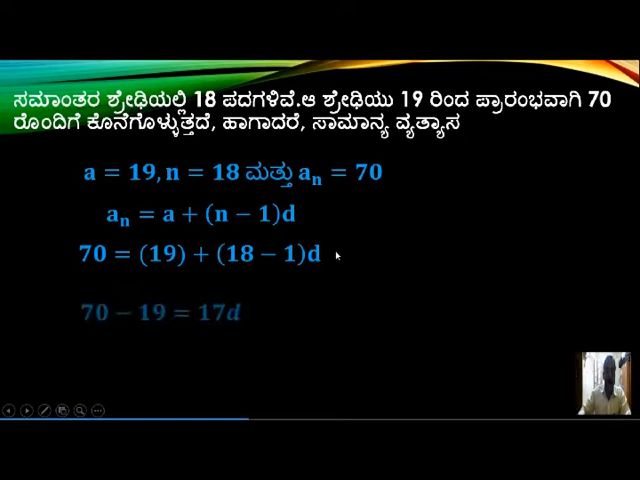 ಸಮಾಂತರ ಶ್ರೇಢಿಯಲ್ಲಿ 18 ಪದಗಳಿವೆ.ಆ ಶ್ರೇಢಿಯು 19 ರಿಂದ ಪ್ರಾರಂಭವಾಗಿ 70
ರೊಂದಿಗೆ ಕೊನೆಗೊಳ್ಳುತ್ತದೆ, ಹಾಗಾದರೆ, ಸಾಮಾನ್ಯ ವ್ಯತ್ಯಾಸ
a = 19, n = 18 ಮತ್ತು aₙ = 70
aₙ = a + (n − 1)d
70 = (19) + (18 − 1)d
70 − 19 = 17d